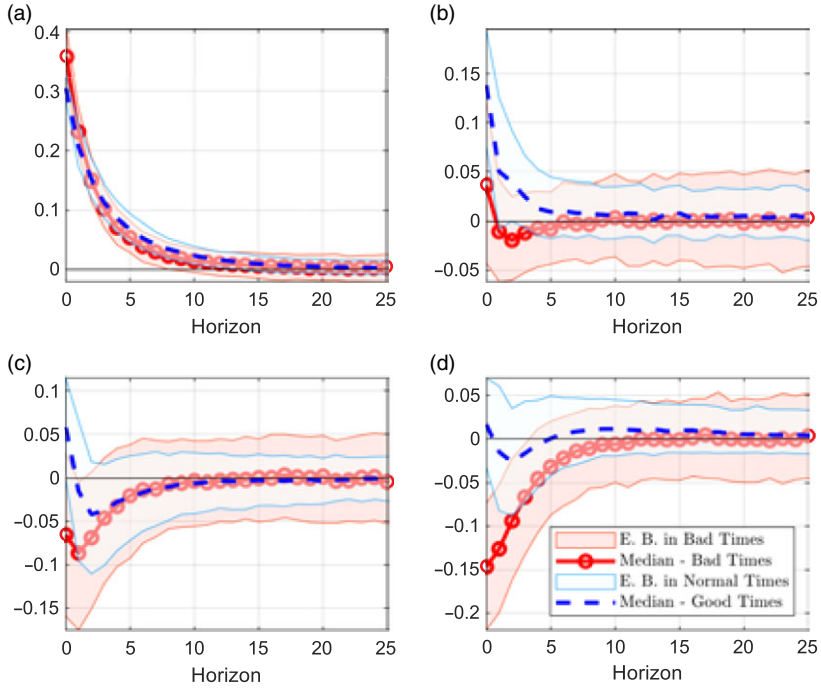 (a)
0.4
0.3
0.2
0.1
0
0 5 10 15 20 25
Horizon
(b)
0.15
0.1
0.05
0
−0.05
0 5 10 15 20 25
Horizon
(c)
0.1
0.05
0
−0.05
−0.1
−0.15
0 5 10 15 20 25
Horizon
(d)
0.05
0
−0.05
−0.1
−0.15
−0.2
E. B. in Bad Times
Median - Bad Times
E. B. in Normal Times
Median - Good Times
0 5 10 15 20 25
Horizon